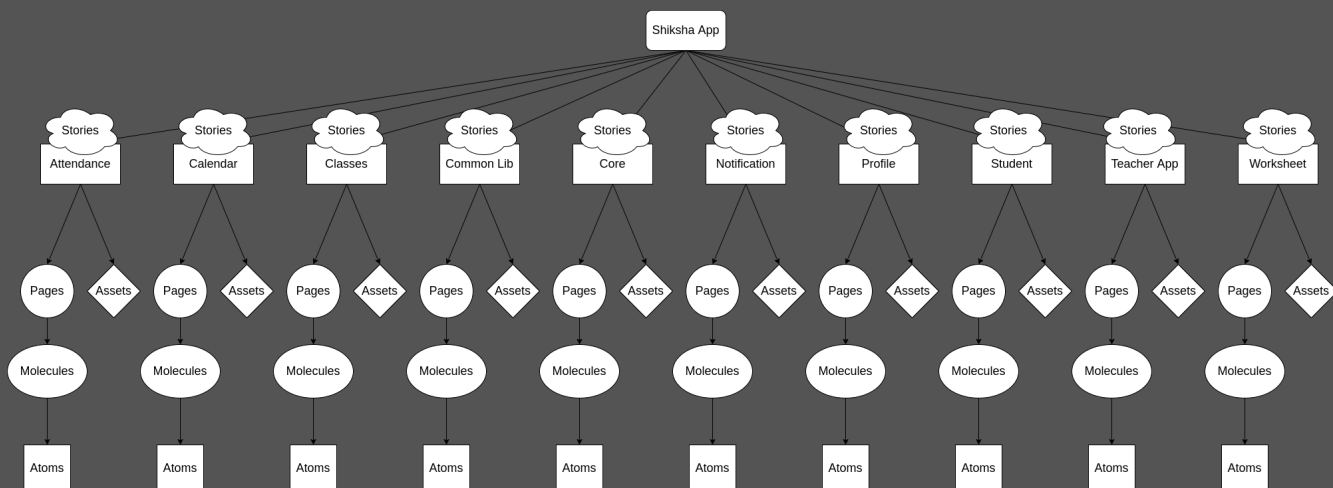 Shiksha App
Stories Stories Stories Stories Stories Stories Stories Stories Stories Stories
Attendance Calendar Classes Common Lib Core Notification Profile Student Teacher App Worksheet
Pages Assets Pages Assets Pages Assets Pages Assets Pages Assets Pages Assets Pages Assets Pages Assets Pages Assets Pages Assets
Molecules Molecules Molecules Molecules Molecules Molecules Molecules Molecules Molecules Molecules
Atoms Atoms Atoms Atoms Atoms Atoms Atoms Atoms Atoms Atoms